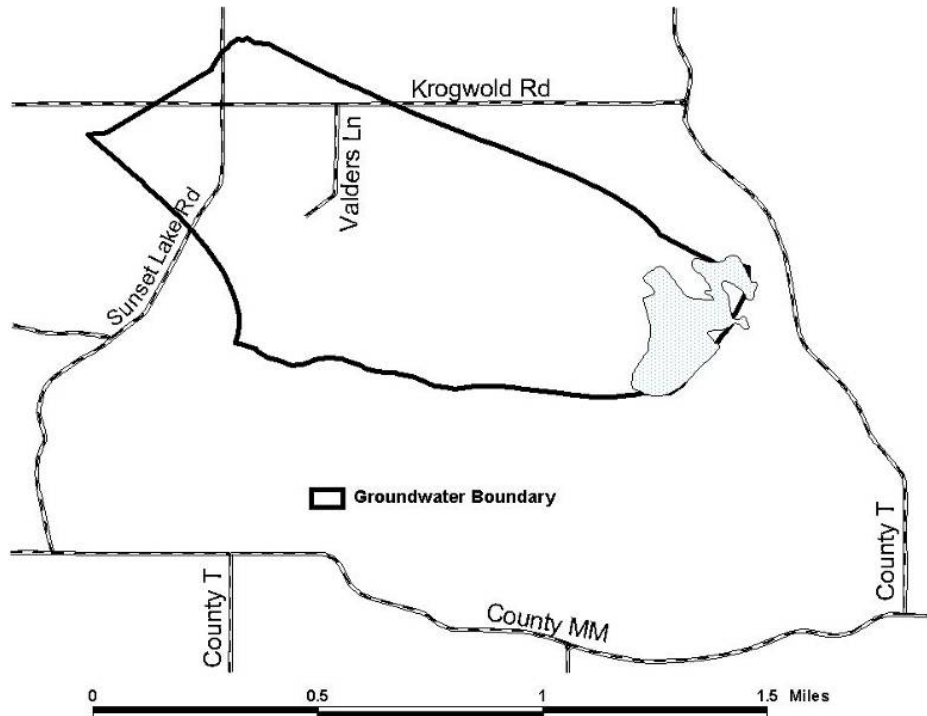 Krogwold Rd
Valders Ln
Sunset Lake Rd
Groundwater Boundary
County T
County T
County MM
0 0.5 1 1.5 Miles